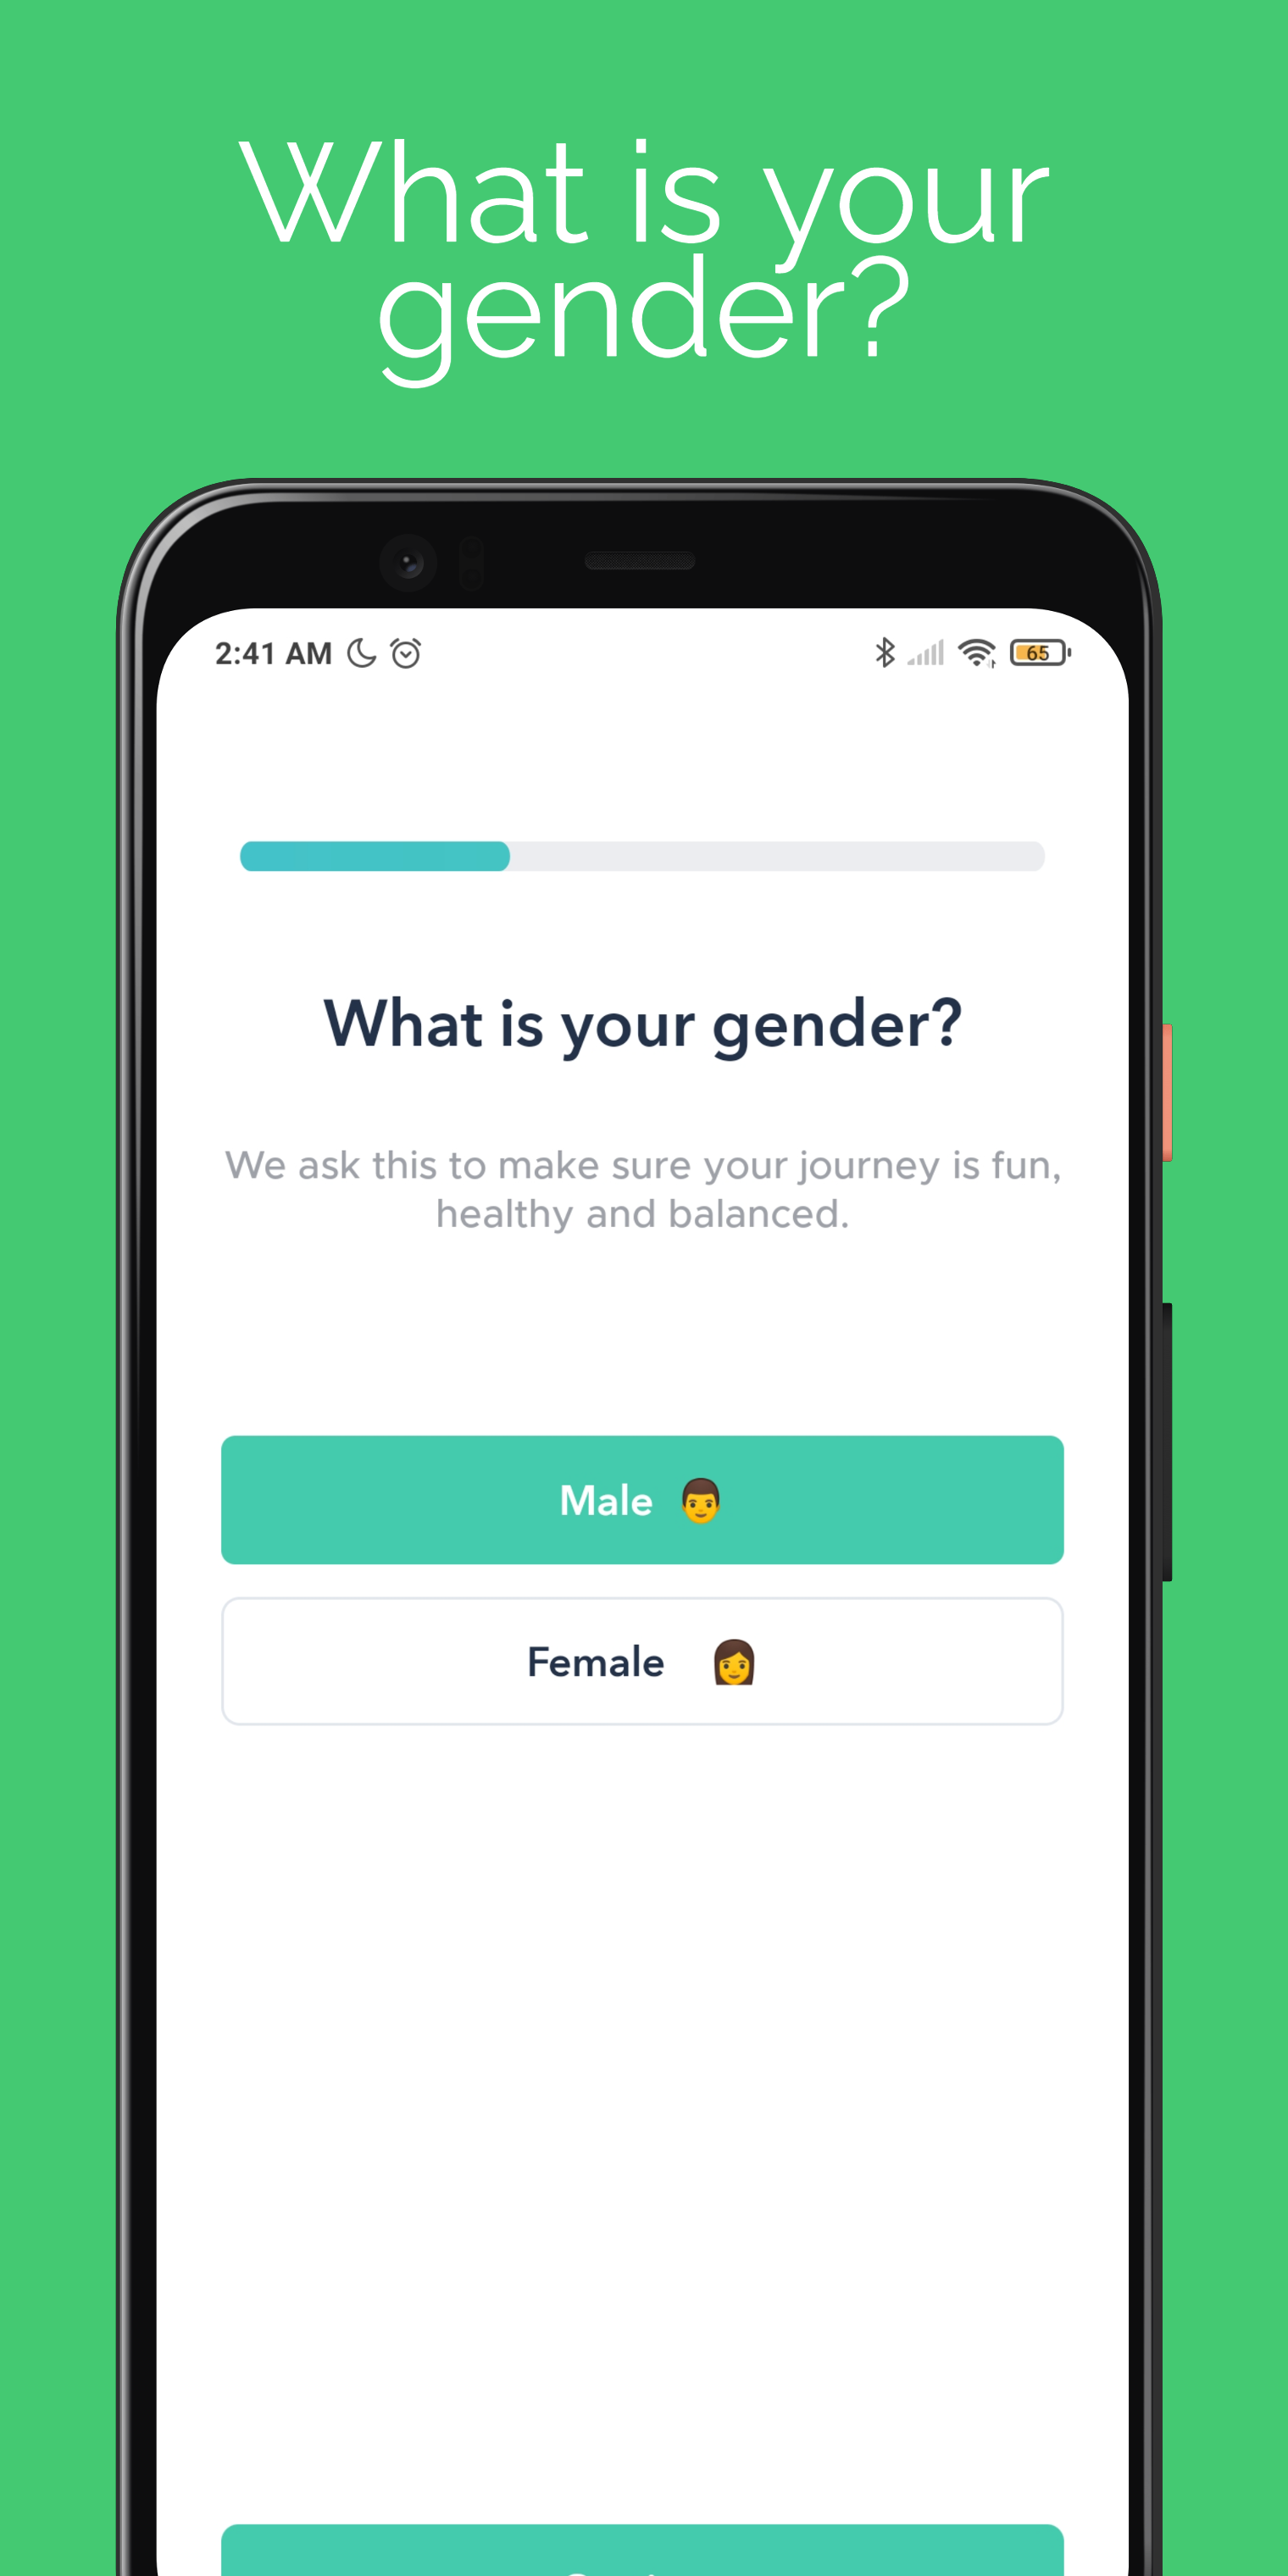 What is your
gender?
2:41 AM
65
What is your gender?
We ask this to make sure your journey is fun,
healthy and balanced.
Male 👨
Female 👩